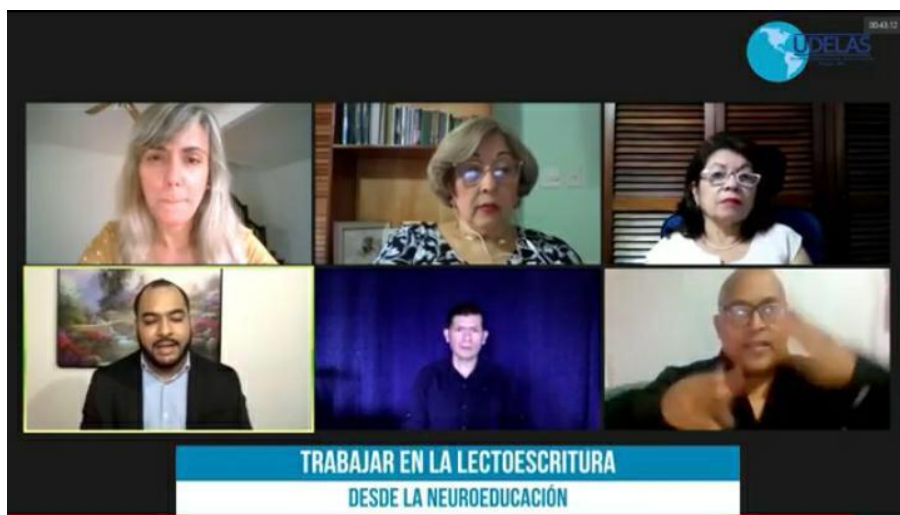 00:43:12
UDELAS
TRABAJAR EN LA LECTOESCRITURA
DESDE LA NEUROEDUCACIÓN